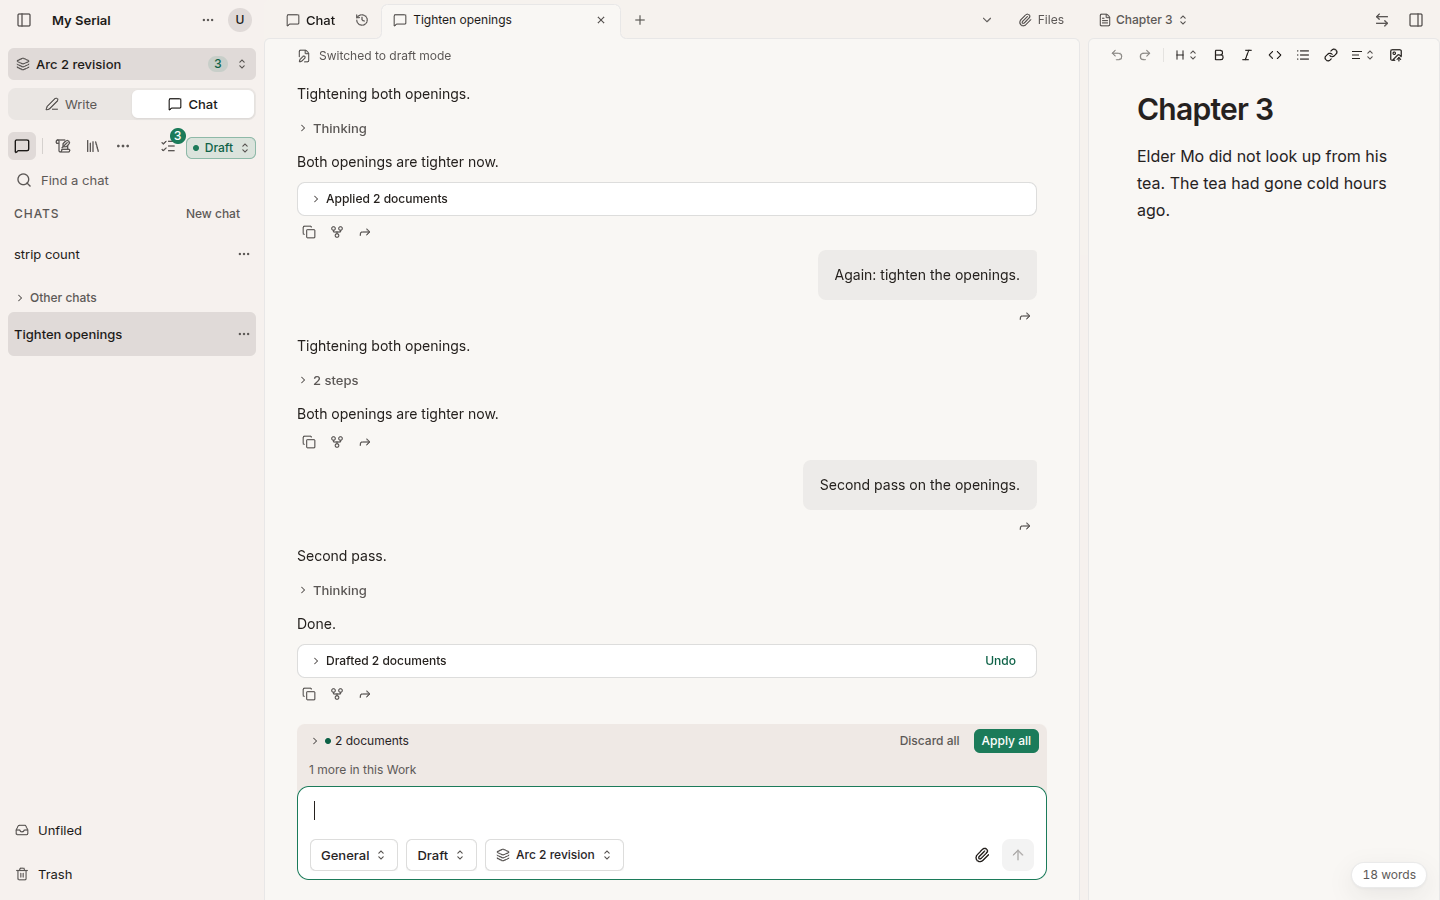 My Serial
U
Chat
Tighten openings
Files
Chapter 3
Arc 2 revision
3
Write
Chat
3
Draft
Find a chat
CHATS
New chat
strip count
Other chats
Tighten openings
Unfiled
Trash
Switched to draft mode
Tightening both openings.
Thinking
Both openings are tighter now.
Applied 2 documents
Again: tighten the openings.
Tightening both openings.
2 steps
Both openings are tighter now.
Second pass on the openings.
Second pass.
Thinking
Done.
Drafted 2 documents
Undo
2 documents
Discard all
Apply all
1 more in this Work
General
Draft
Arc 2 revision
H
B
I
Chapter 3
Elder Mo did not look up from his
tea. The tea had gone cold hours
ago.
18 words